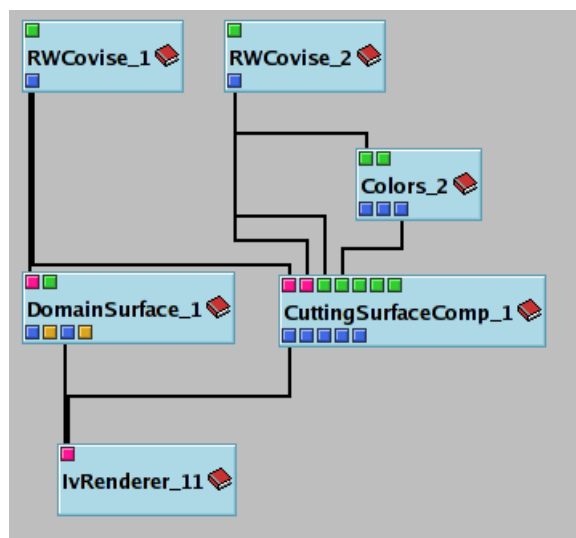 RWCovise_1
RWCovise_2
Colors_2
DomainSurface_1
CuttingSurfaceComp_1
IvRenderer_11